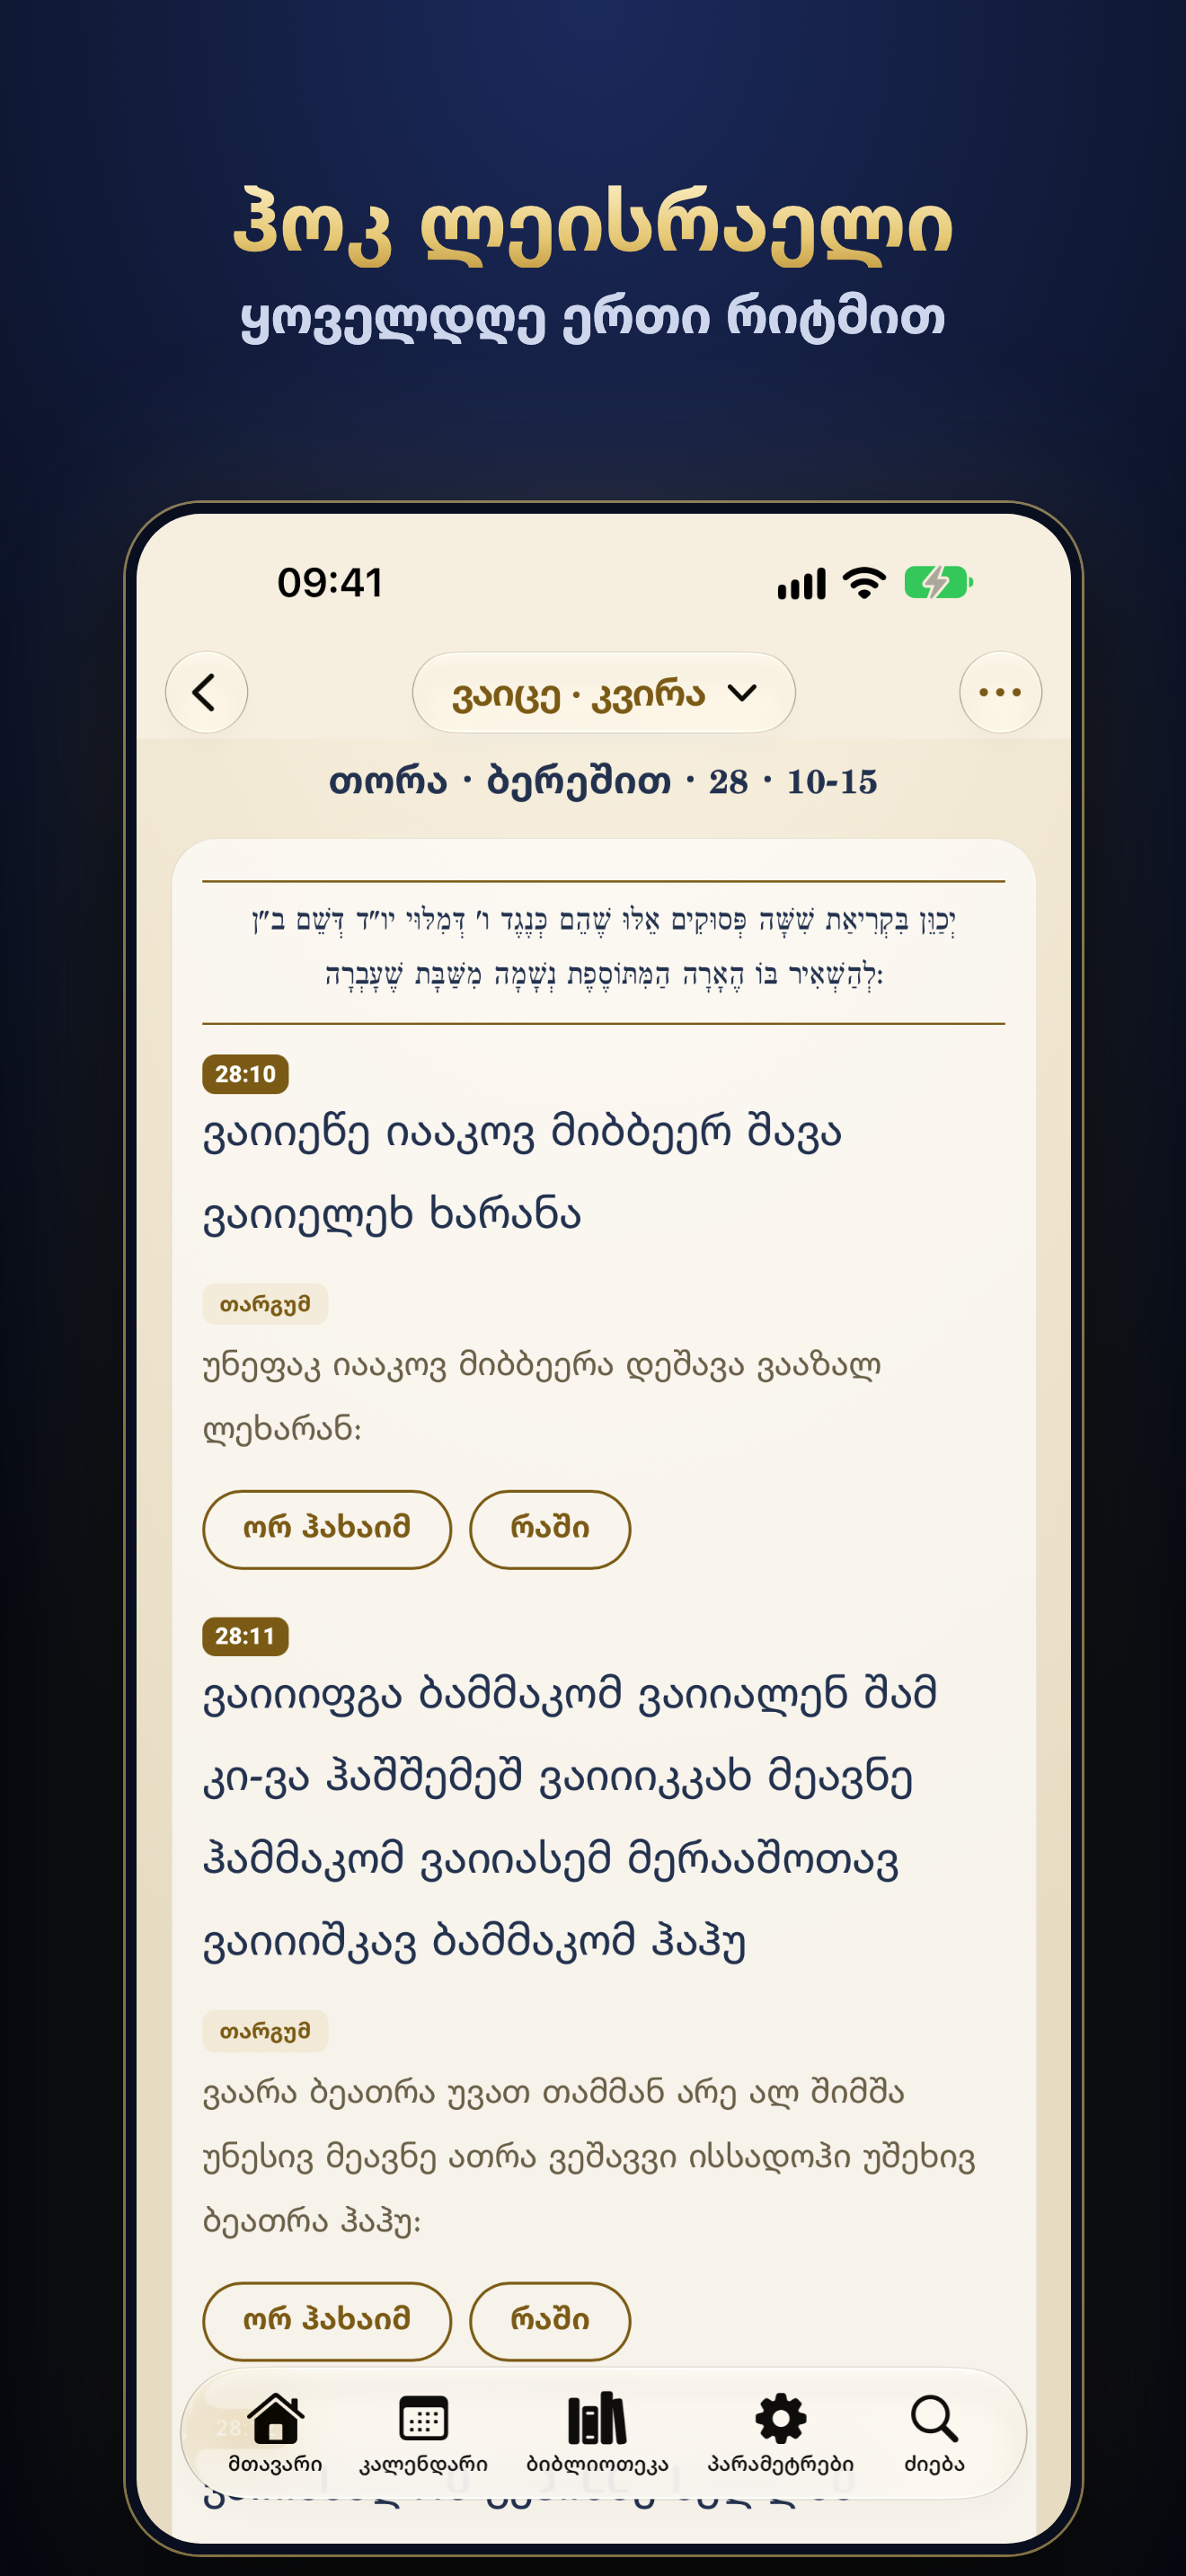 ჰოკ ლეისრაელი
ყოველდღე ერთი რიტმით
09:41
ვაიცე · კვირა
თორა · ბერეშით · 28 · 10-15
יְכַוֵּן בִּקְרִיאַת שִׁשָּׁה פְּסוּקִים אֵלּוּ שֶׁהֵם כְּנֶגֶד ו' דְּמִלּוּי יו"ד דְּשֵׁם ב"ן
לְהַשְׁאִיר בּוֹ הֶאָרָה הַמִּתּוֹסֶפֶת נְשָׁמָה מִשַּׁבָּת שֶׁעָבְרָה:
28:10
ვაიიეწე იააკოვ მიბბეერ შავა
ვაიიელეხ ხარანა
თარგუმ
უნეფაკ იააკოვ მიბბეერა დეშავა ვააზალ
ლეხარან:
ორ ჰახაიმ რაში
28:11
ვაიიიფგა ბამმაკომ ვაიიალენ შამ
კი-ვა ჰაშშემეშ ვაიიიკკახ მეავნე
ჰამმაკომ ვაიიასემ მერააშოთავ
ვაიიიშკავ ბამმაკომ ჰაჰუ
თარგუმ
ვაარა ბეათრა უვათ თამმან არე ალ შიმშა
უნესივ მეავნე ათრა ვეშავვი ისსადოჰი უშეხივ
ბეათრა ჰაჰუ:
ორ ჰახაიმ რაში
მთავარი კალენდარი ბიბლიოთეკა პარამეტრები ძიება